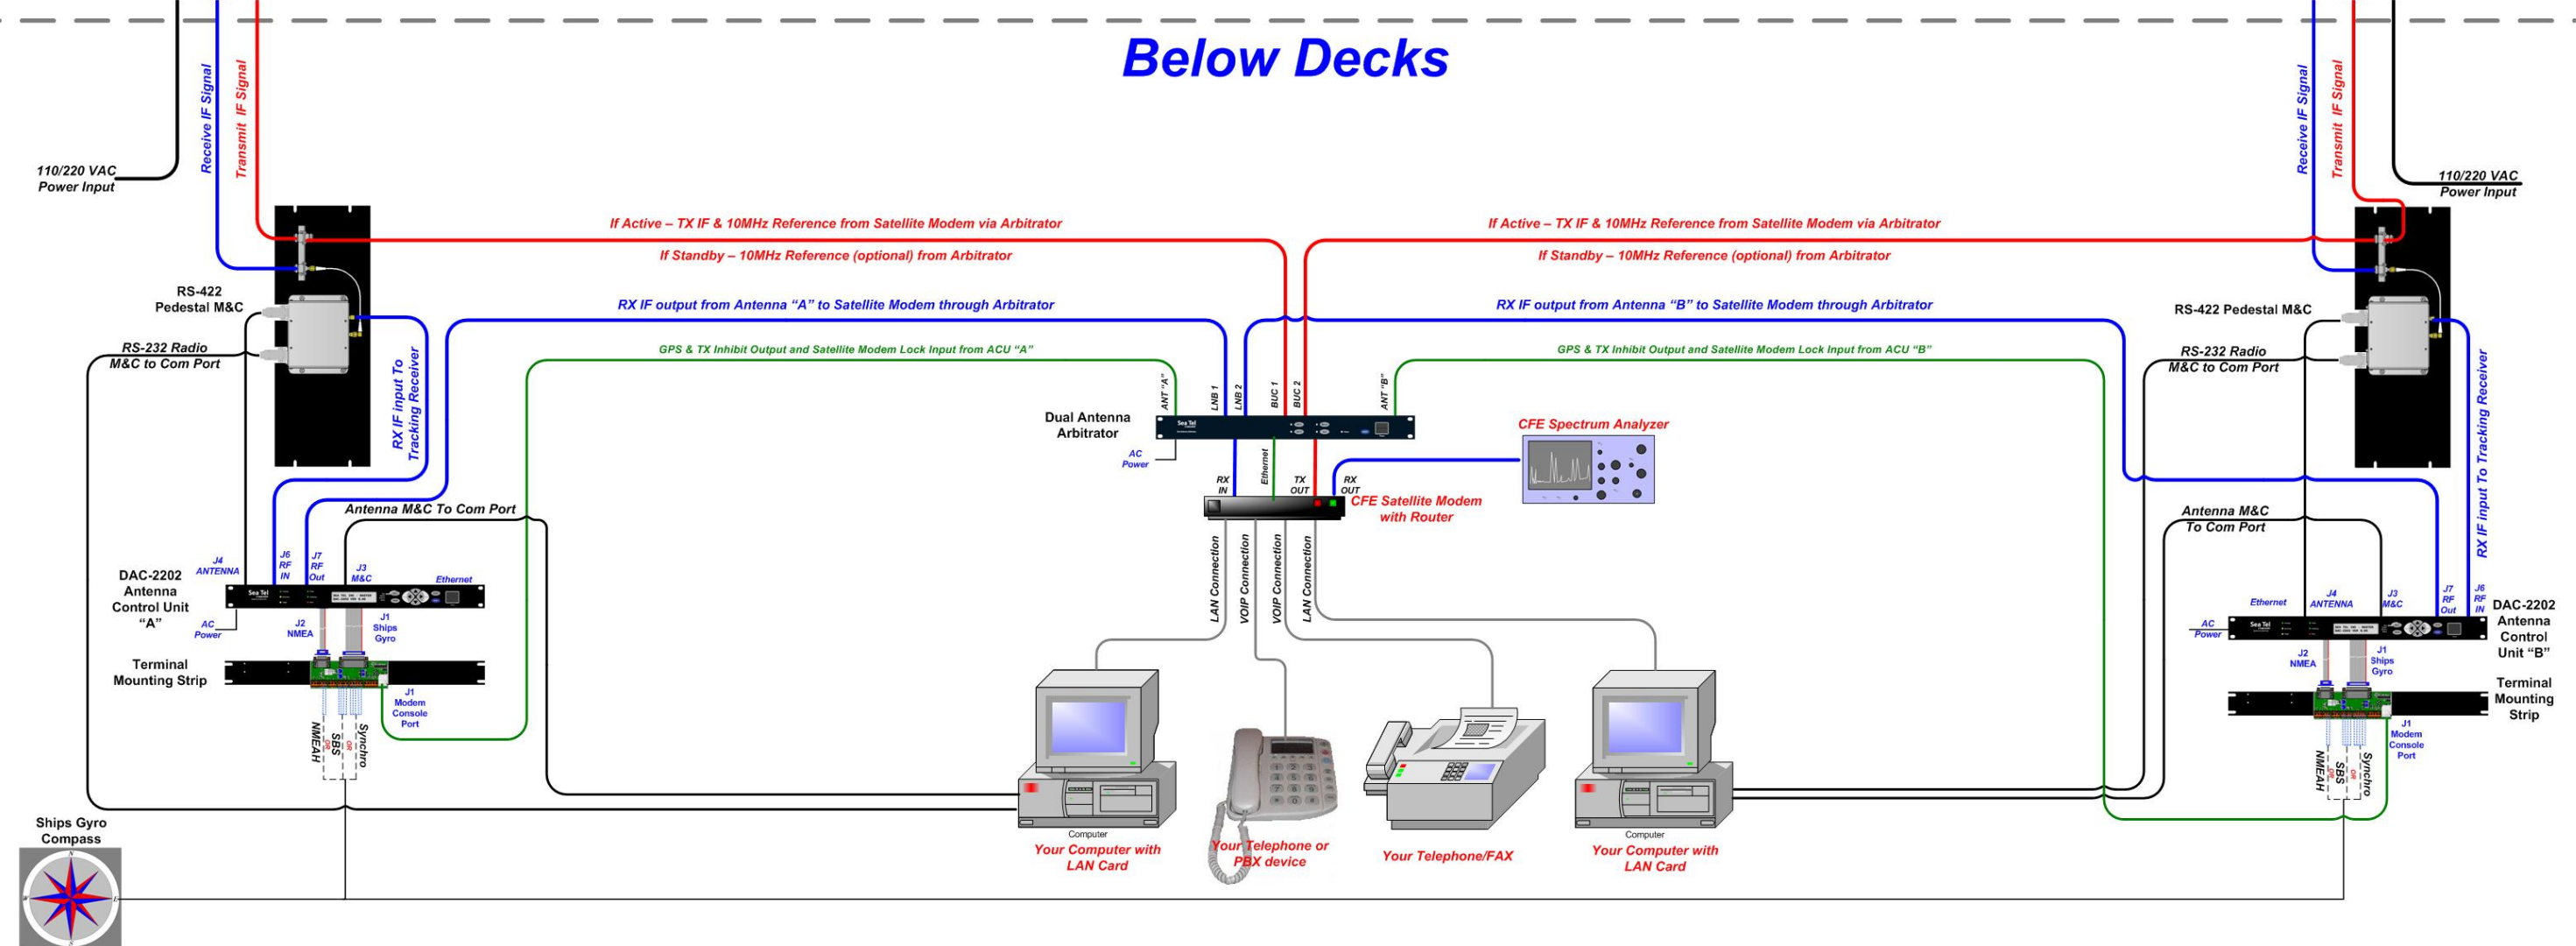 Below Decks
Receive IF Signal
Transmit IF Signal
110/220 VAC
Power Input
If Active – TX IF & 10MHz Reference from Satellite Modem via Arbitrator
If Standby – 10MHz Reference (optional) from Arbitrator
RX IF output from Antenna “A” to Satellite Modem through Arbitrator
GPS & TX Inhibit Output and Satellite Modem Lock Input from ACU “A”
If Active – TX IF & 10MHz Reference from Satellite Modem via Arbitrator
If Standby – 10MHz Reference (optional) from Arbitrator
RX IF output from Antenna “B” to Satellite Modem through Arbitrator
GPS & TX Inhibit Output and Satellite Modem Lock Input from ACU “B”
Receive IF Signal
Transmit IF Signal
110/220 VAC
Power Input
RS-422
Pedestal M&C
RS-232 Radio
M&C to Com Port
RX IF input To
Tracking Receiver
Antenna M&C To Com Port
ANT “A”
LNB 1
LNB 2
BUC 1
BUC 2
ANT “B”
Dual Antenna
Arbitrator
Sea Tel
AC
Power
RX
IN
Ethernet
TX
OUT
RX
OUT
CFE Spectrum Analyzer
CFE Satellite Modem
with Router
LAN Connection
VOIP Connection
VOIP Connection
LAN Connection
RS-422 Pedestal M&C
RS-232 Radio
M&C to Com Port
RX IF input To Tracking Receiver
Antenna M&C
To Com Port
J4
ANTENNA
J6
RF
IN
J7
RF
Out
J3
M&C
Ethernet
DAC-2202
Antenna
Control Unit
“A”
Sea Tel
AC
Power
J2
NMEA
J1
Ships
Gyro
Terminal
Mounting Strip
J1
Modem
Console
Port
NMEAH
OR
SBS
OR
Synchro
Ships Gyro
Compass
N
W
E
S
Computer
Your Computer with
LAN Card
Your Telephone or
PBX device
Your Telephone/FAX
Computer
Your Computer with
LAN Card
Ethernet
J4
ANTENNA
J3
M&C
J7
RF
Out
J6
RF
IN
DAC-2202
Antenna
Control
Unit “B”
Sea Tel
AC
Power
J2
NMEA
J1
Ships
Gyro
Terminal
Mounting
Strip
J1
Modem
Console
Port
NMEAH
OR
SBS
OR
Synchro